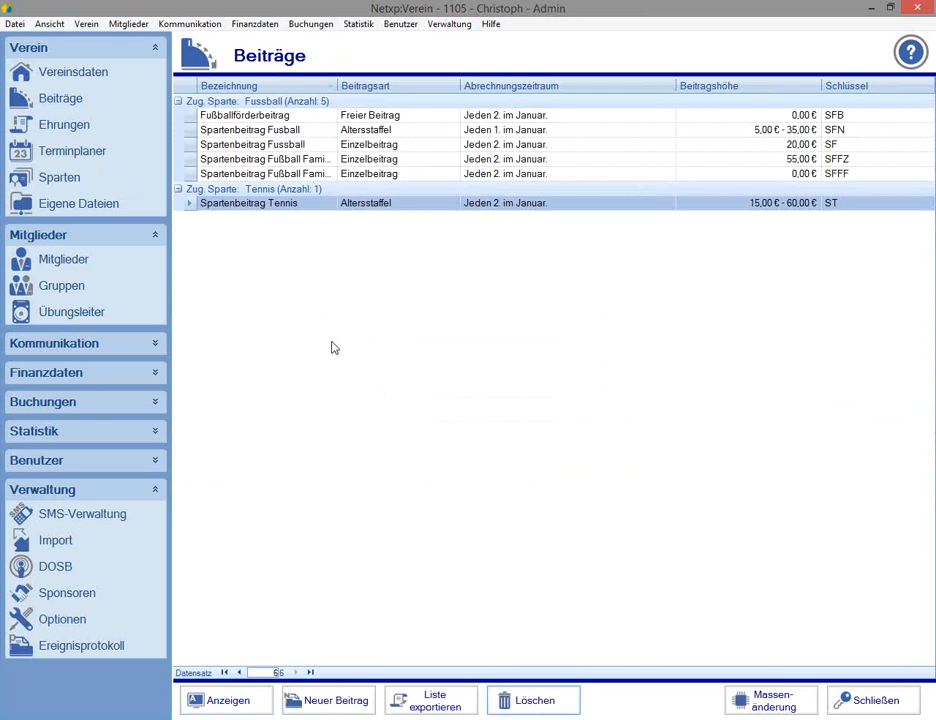 Netxp:Verein - 1105 - Christoph - Admin
Datei Ansicht Verein Mitglieder Kommunikation Finanzdaten Buchungen Statistik Benutzer Verwaltung Hilfe
Verein
Vereinsdaten
Beiträge
Ehrungen
23 Terminplaner
Sparten
Eigene Dateien
Mitglieder
Mitglieder
Gruppen
Übungsleiter
Kommunikation
Finanzdaten
Buchungen
Statistik
Benutzer
Verwaltung
SMS SMS-Verwaltung
Import
DOSB
Sponsoren
Optionen
Ereignisprotokoll
Beiträge
?
Bezeichnung Beitragsart Abrechnungszeitraum Beitragshöhe Schlüssel
Zug. Sparte: Fussball (Anzahl: 5)
Fußballförderbeitrag Freier Beitrag Jeden 2. im Januar. 0,00 € SFB
Spartenbeitrag Fusball Altersstaffel Jeden 1. im Januar. 5,00 € - 35,00 € SFN
Spartenbeitrag Fussball Einzelbeitrag Jeden 2. im Januar. 20,00 € SF
Spartenbeitrag Fußball Fami... Einzelbeitrag Jeden 2. im Januar. 55,00 € SFFZ
Spartenbeitrag Fußball Fami... Einzelbeitrag Jeden 2. im Januar. 0,00 € SFFF
Zug. Sparte: Tennis (Anzahl: 1)
Spartenbeitrag Tennis Altersstaffel Jeden 2. im Januar. 15,00 € - 60,00 € ST
Datensatz 6/6
Anzeigen Neuer Beitrag Liste exportieren Löschen Massen-änderung Schließen